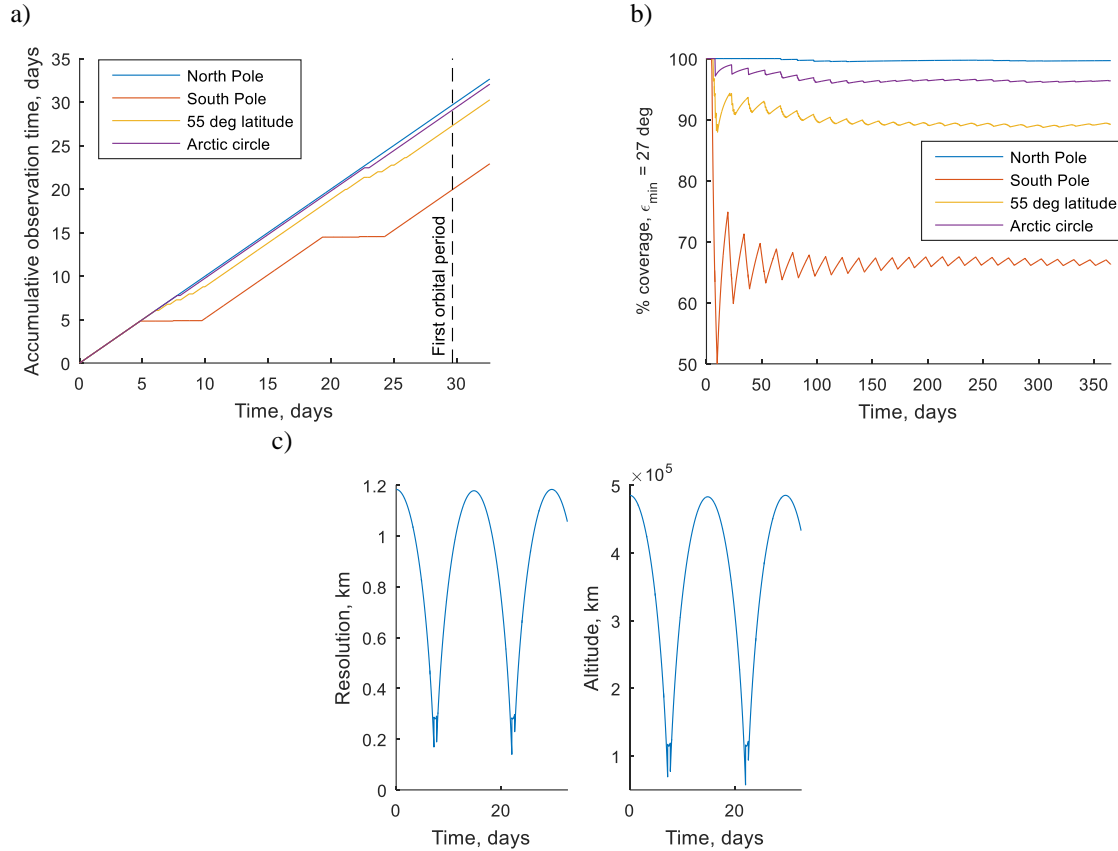 a)
Accumulative observation time, days
35
30
25
20
15
10
5
0
North Pole
South Pole
55 deg latitude
Arctic circle
First orbital period
0 5 10 15 20 25 30
Time, days
b)
% coverage, ϵmin = 27 deg
100
90
80
70
60
50
North Pole
South Pole
55 deg latitude
Arctic circle
0 50 100 150 200 250 300 350
Time, days
c)
Resolution, km
1.2
1
0.8
0.6
0.4
0.2
0
0 20
Time, days
Altitude, km
×10^5
5
4
3
2
1
0 20
Time, days